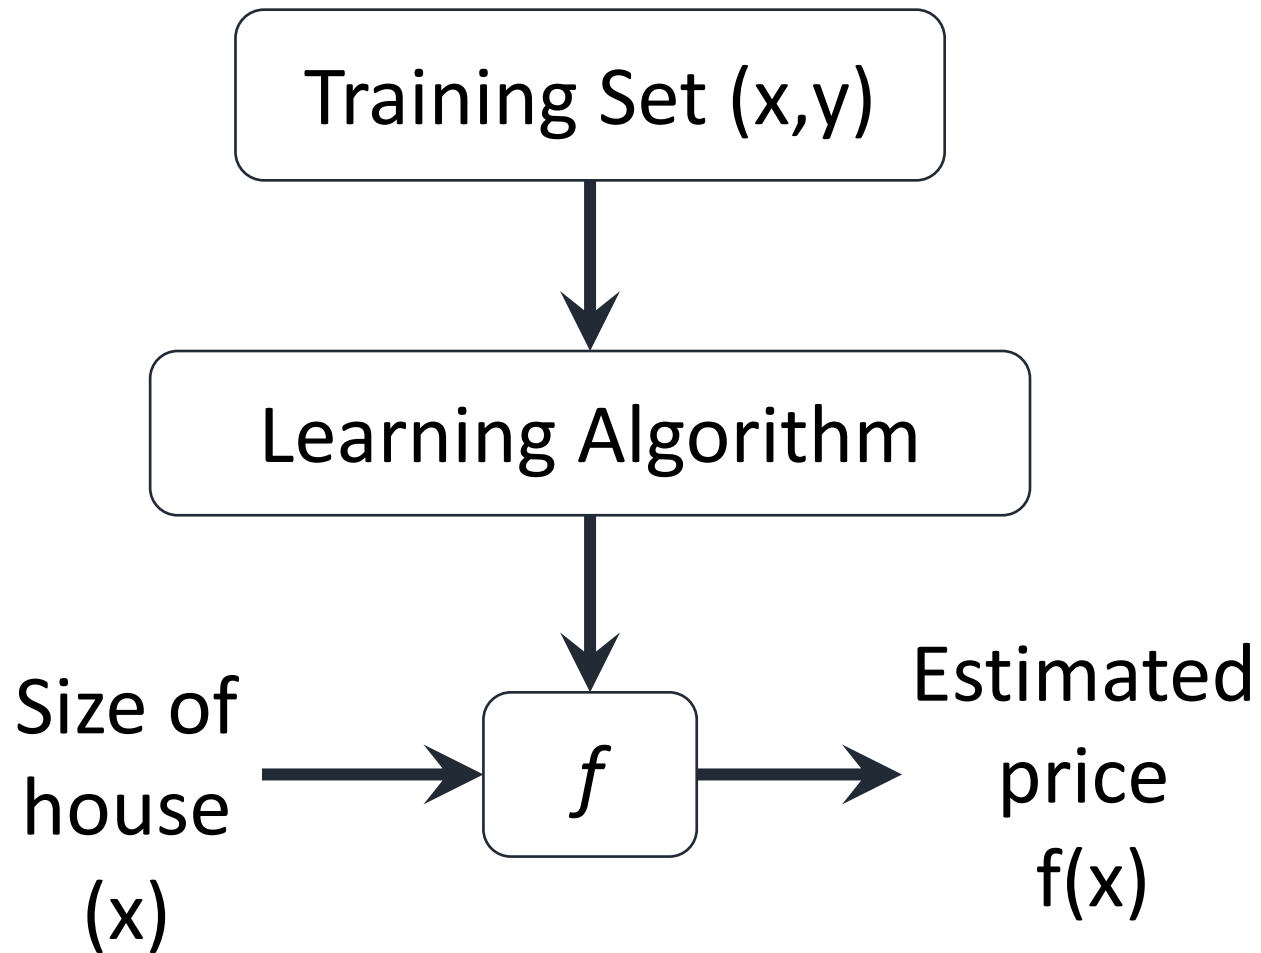 Training Set (x,y)
Learning Algorithm
Size of
house
(x)
f
Estimated
price
f(x)